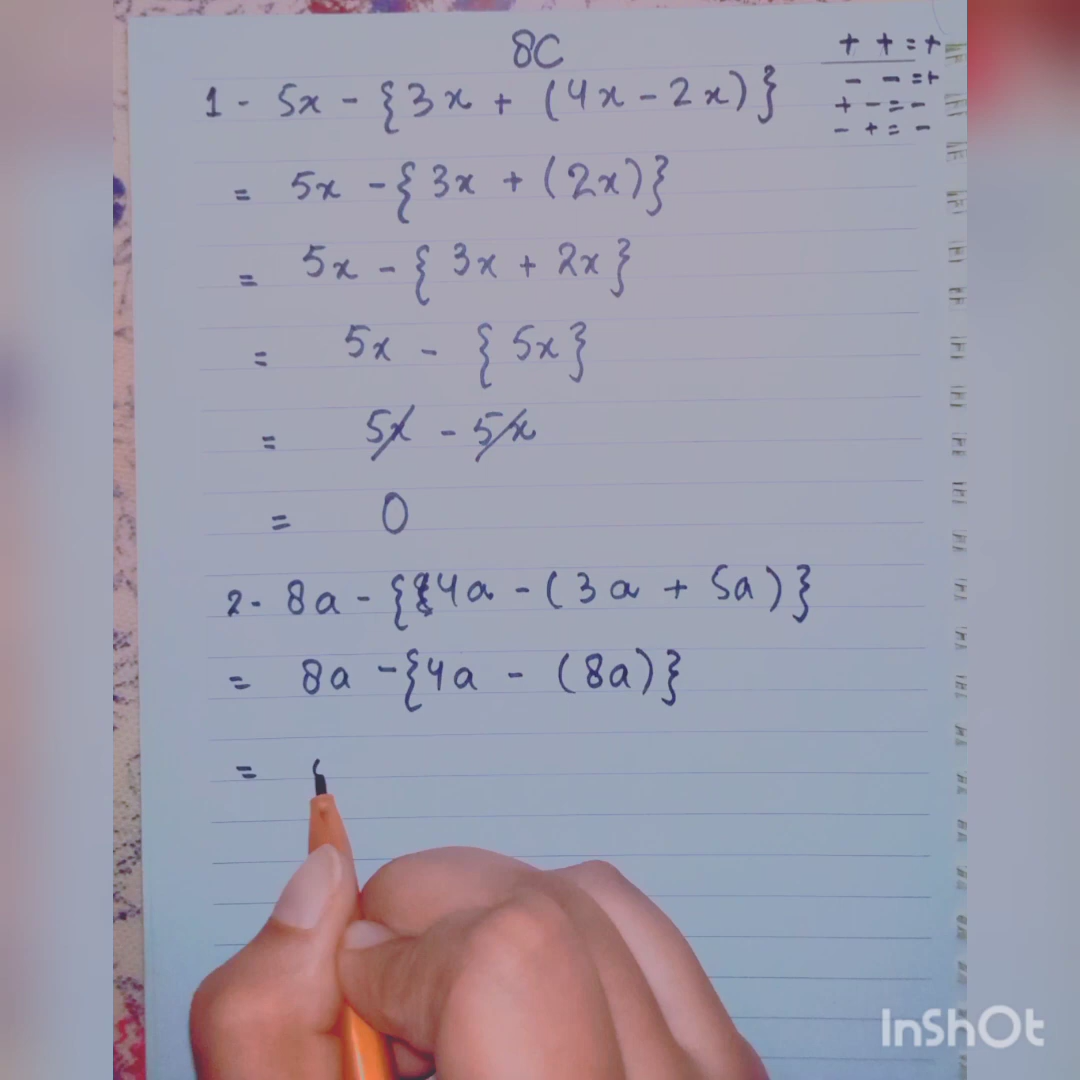 8C
+ + = +
- - = +
+ - = -
- + = -
1 - 5x - {3x + (4x - 2x)}
= 5x - {3x + (2x)}
= 5x - {3x + 2x}
= 5x - {5x}
= 5x - 5x
= 0
2 - 8a - {4a - (3a + 5a)}
= 8a - {4a - (8a)}
=
InShOt